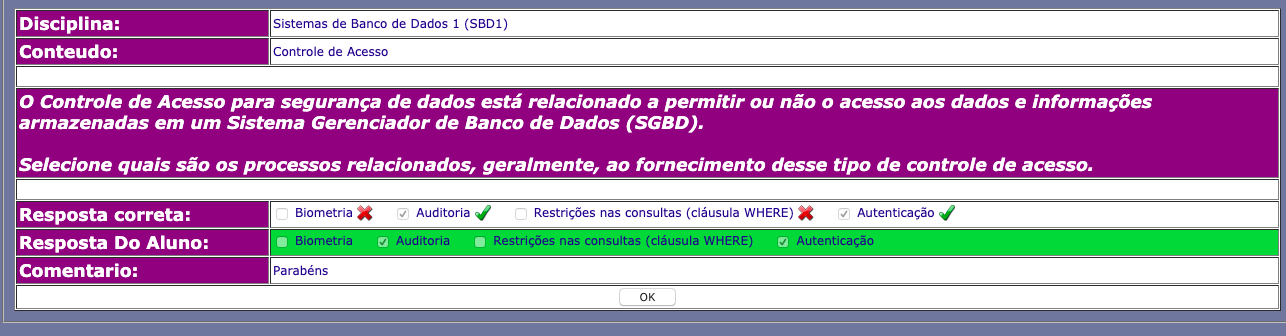 Disciplina: Sistemas de Banco de Dados 1 (SBD1)
Conteudo: Controle de Acesso
O Controle de Acesso para segurança de dados está relacionado a permitir ou não o acesso aos dados e informações
armazenadas em um Sistema Gerenciador de Banco de Dados (SGBD).
Selecione quais são os processos relacionados, geralmente, ao fornecimento desse tipo de controle de acesso.
Resposta correta: Biometria Auditoria Restrições nas consultas (cláusula WHERE) Autenticação
Resposta Do Aluno: Biometria Auditoria Restrições nas consultas (cláusula WHERE) Autenticação
Comentario: Parabéns
OK